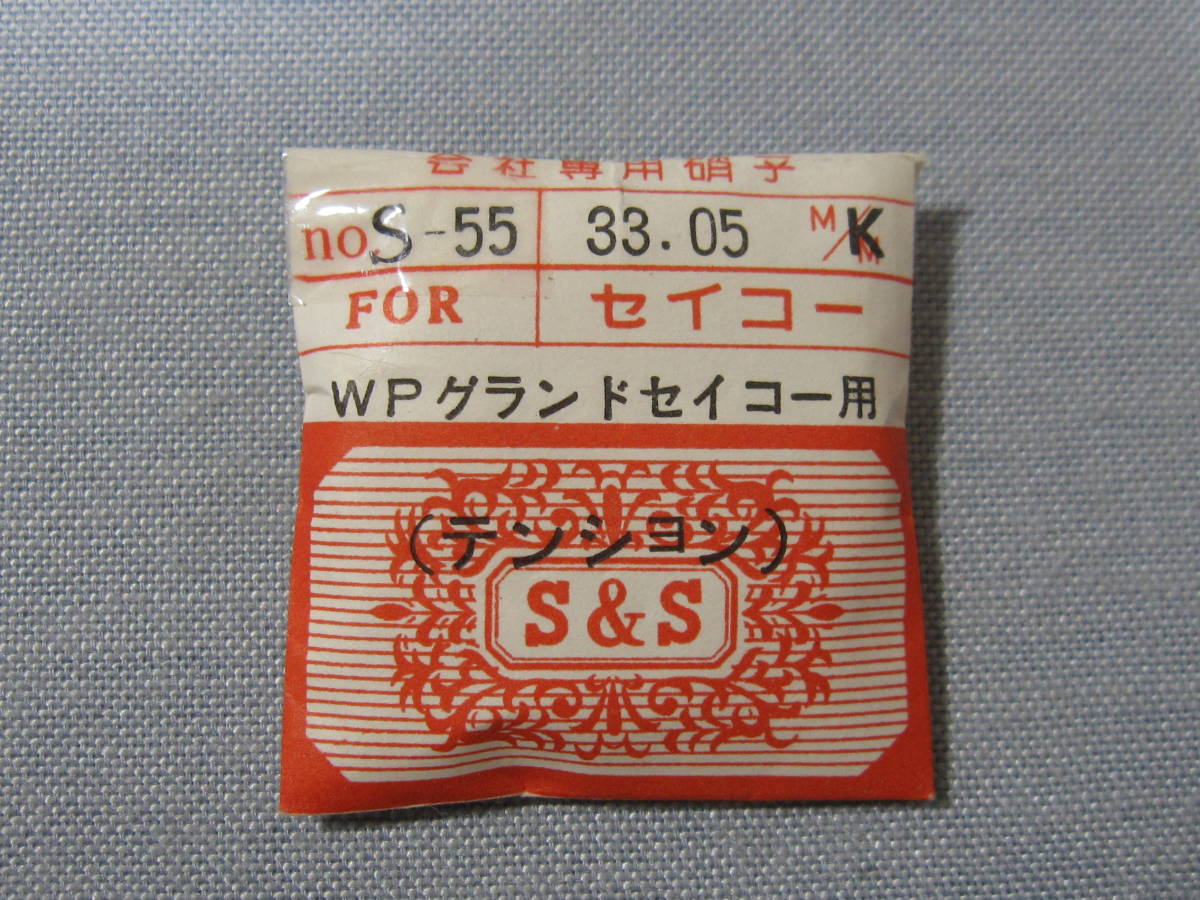 会社専用硝子
no. S-55 33.05 M/M K
FOR セイコー
WPグランドセイコー用
(テンション)
S&S